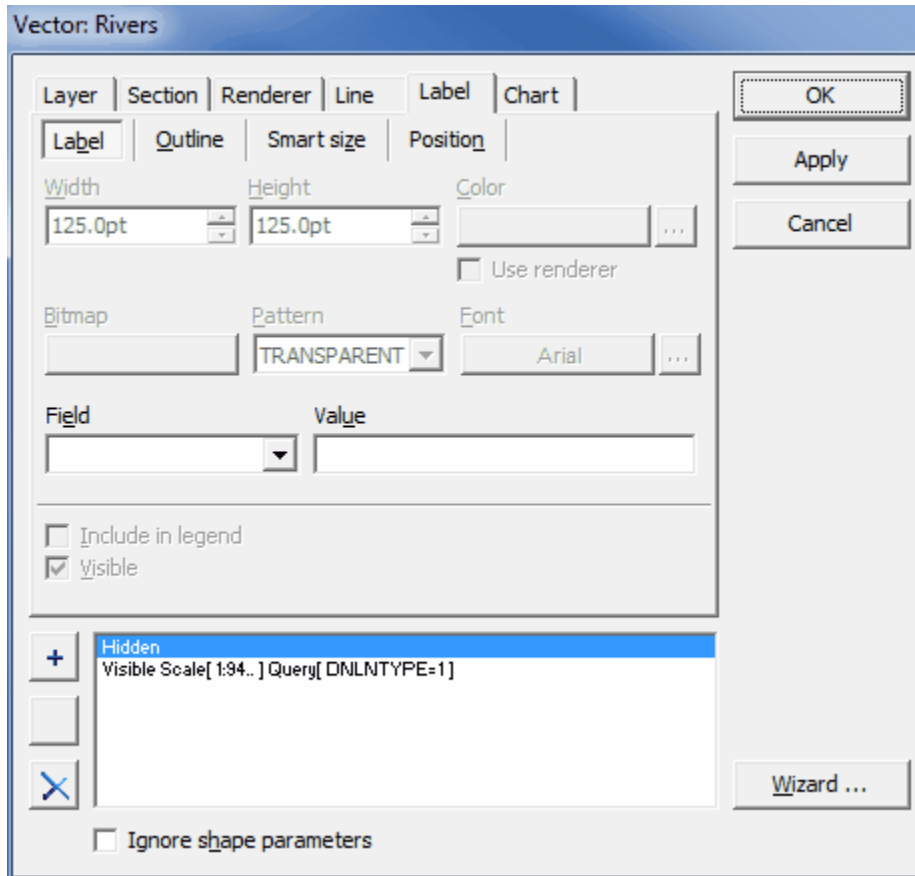 Vector: Rivers
Layer Section Renderer Line Label Chart
OK
Label Outline Smart size Position
Apply
Width Height Color
125.0pt 125.0pt ...
Cancel
Use renderer
Bitmap Pattern Font
TRANSPARENT Arial ...
Field Value
Include in legend
Visible
+
Hidden
Visible Scale[ 1:94.. ] Query[ DNLNTYPE=1]
Wizard ...
Ignore shape parameters